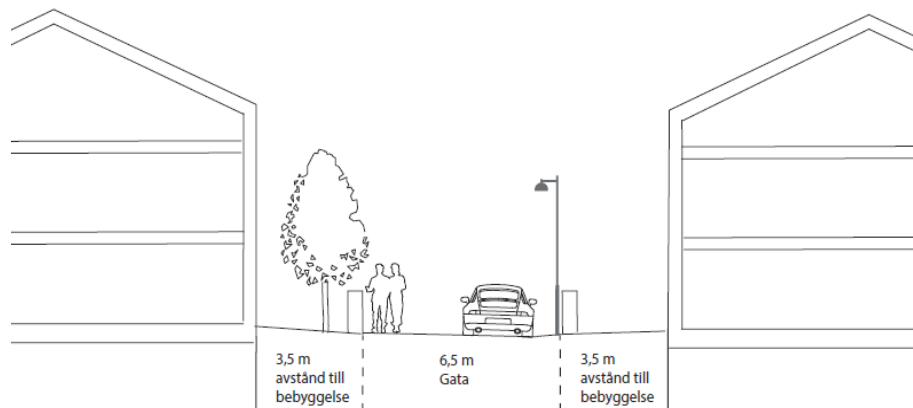 3,5 m
avstånd till
bebyggelse
6,5 m
Gata
3,5 m
avstånd till
bebyggelse